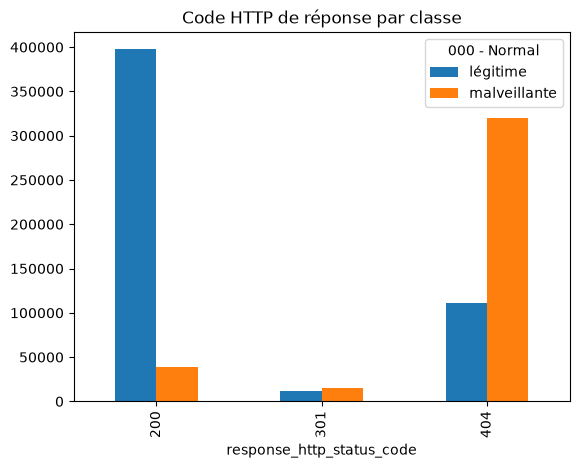 Code HTTP de réponse par classe
000 - Normal
légitime
malveillante
400000
350000
300000
250000
200000
150000
100000
50000
0
200
301
404
response_http_status_code